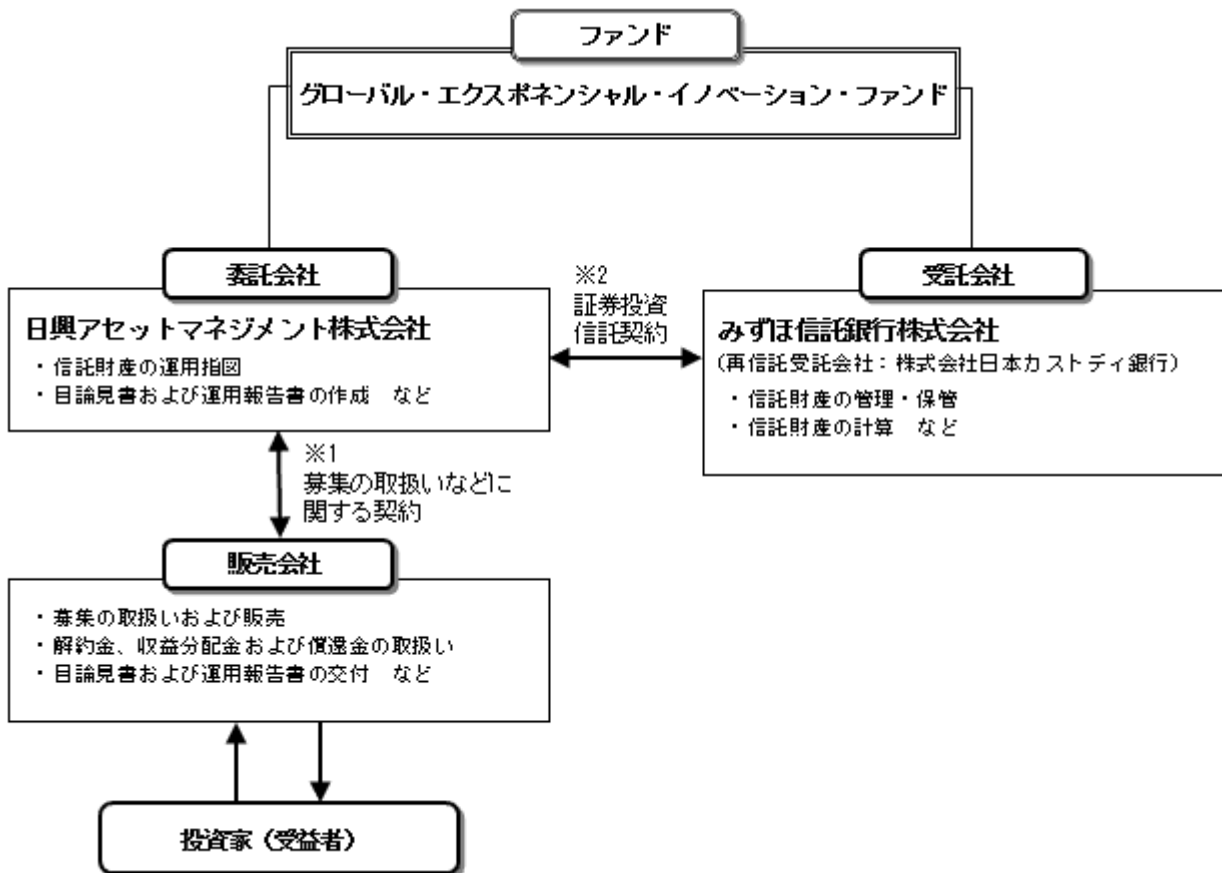 ファンド
グローバル・エクスポネンシャル・イノベーション・ファンド
委託会社
日興アセットマネジメント株式会社
・信託財産の運用指図
・目論見書および運用報告書の作成　など
※2
証券投資
信託契約
受託会社
みずほ信託銀行株式会社
(再信託受託会社：株式会社日本カストディ銀行)
・信託財産の管理・保管
・信託財産の計算　など
※1
募集の取扱いなどに
関する契約
販売会社
・募集の取扱いおよび販売
・解約金、収益分配金および償還金の取扱い
・目論見書および運用報告書の交付　など
投資家（受益者）